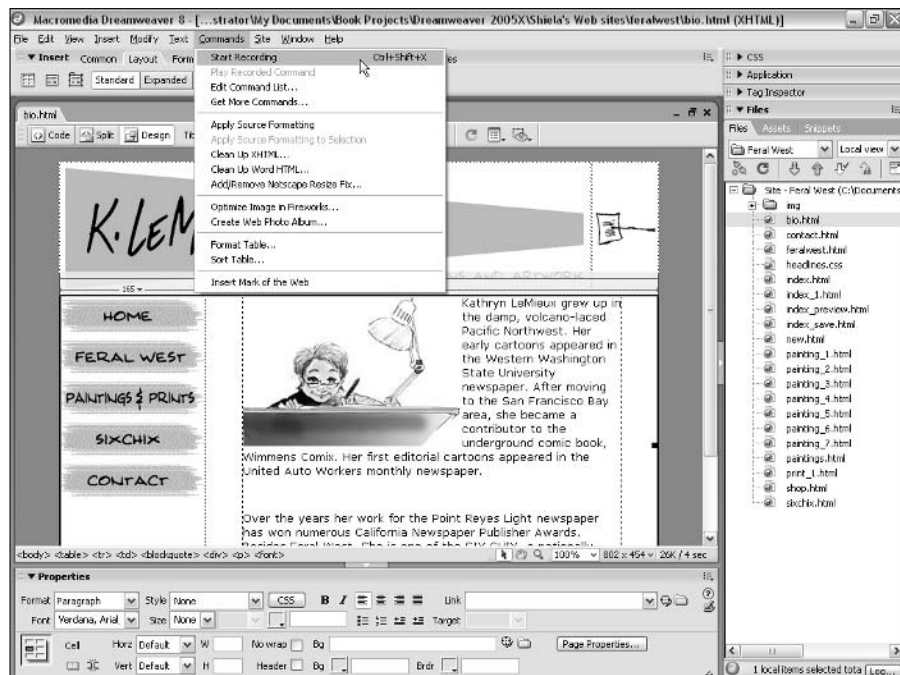 Macromedia Dreamweaver 8 - [...strator\My Documents\Book Projects\Dreamweaver 2005X\Shiela's Web sites\feralwest\bio.html (XHTML)]
File Edit View Insert Modify Text Commands Site Window Help
Insert Common Layout Form
Standard Expanded
Start Recording Ctrl+Shift+X
Play Recorded Command
Edit Command List...
Get More Commands...
Apply Source Formatting
Apply Source Formatting to Selection
Clean Up XHTML...
Clean Up Word HTML...
Add/Remove Netscape Resize Fix...
Optimize Image in Fireworks...
Create Web Photo Album...
Format Table...
Sort Table...
Insert Mark of the Web
bio.html
Code Split Design
K. LEM
AND ARTWORK
165
HOME
FERAL WEST
PAINTINGS & PRINTS
SIXCHIX
CONTACT
Kathryn LeMieux grew up in
the damp, volcano-laced
Pacific Northwest. Her
early cartoons appeared in
the Western Washington
State University
newspaper. After moving
to the San Francisco Bay
area, she became a
contributor to the
underground comic book,
Wimmens Comix. Her first editorial cartoons appeared in the
United Auto Workers monthly newspaper.
Over the years her work for the Point Reyes Light newspaper
has won numerous California Newspaper Publisher Awards.
<body> <table> <tr> <td> <blockquote> <div> <p> <font>
100% 802 x 454 26K / 4 sec
Properties
Format Paragraph Style None CSS B I Link
Font Verdana, Arial, Size None Target
Cell Horz Default W No wrap Bg Page Properties...
Vert Default H Header Bg Brdr
CSS
Application
Tag Inspector
Files
Files Assets Snippets
Feral West Local view
Site - Feral West (C:\Documents
img
bio.html
contact.html
feralwest.html
headlines.css
index.html
index_1.html
index_preview.html
index_save.html
new.html
painting_1.html
painting_2.html
painting_3.html
painting_4.html
painting_5.html
painting_6.html
painting_7.html
paintings.html
print_1.html
shop.html
sixchix.html
1 local items selected tota Log...